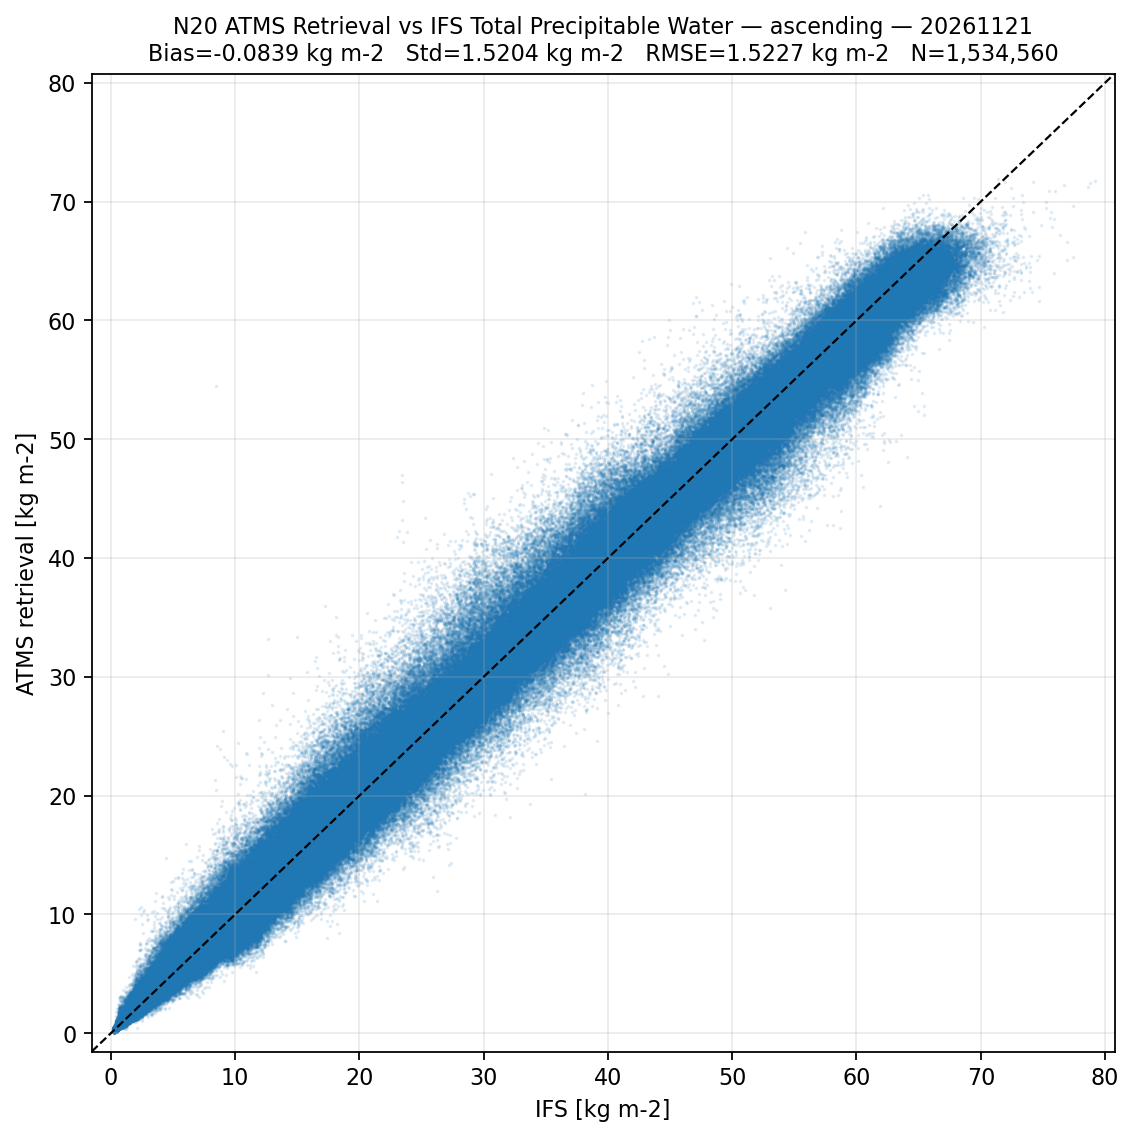 N20 ATMS Retrieval vs IFS Total Precipitable Water — ascending — 20261121
Bias=-0.0839 kg m-2   Std=1.5204 kg m-2   RMSE=1.5227 kg m-2   N=1,534,560
80
70
60
50
40
30
20
10
0
ATMS retrieval [kg m-2]
0 10 20 30 40 50 60 70 80
IFS [kg m-2]